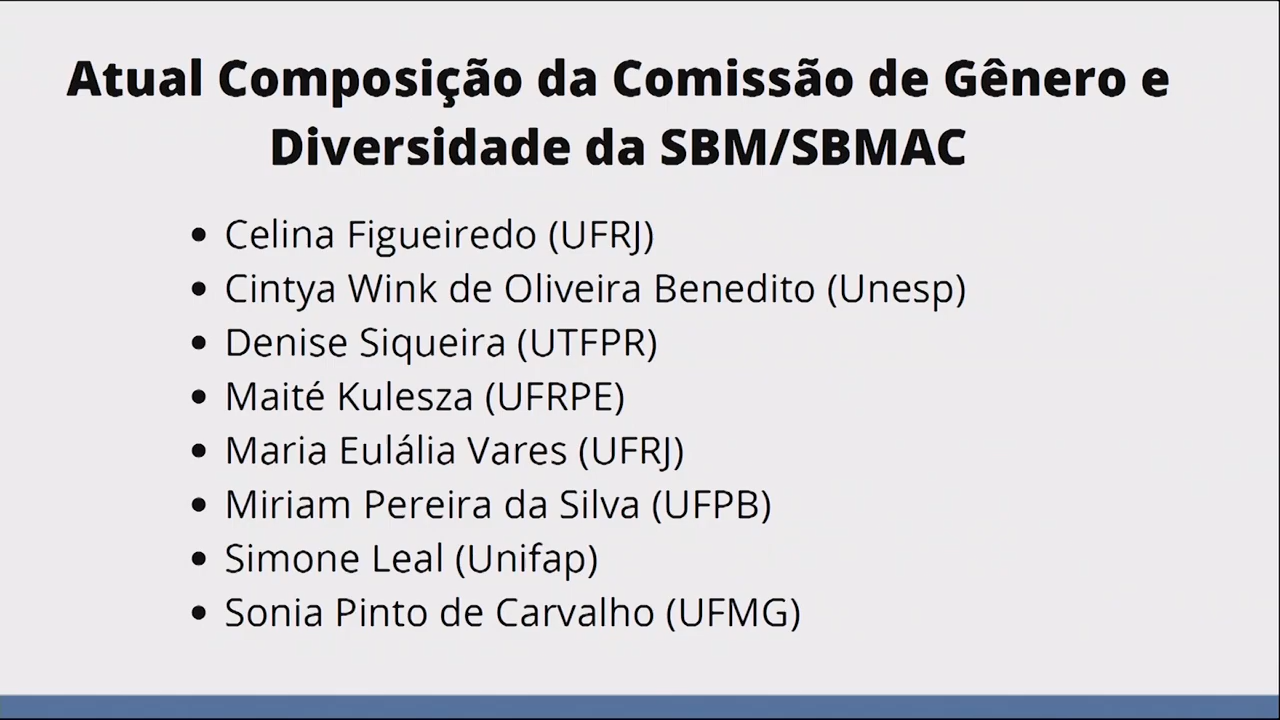 Atual Composição da Comissão de Gênero e
Diversidade da SBM/SBMAC
• Celina Figueiredo (UFRJ)
• Cintya Wink de Oliveira Benedito (Unesp)
• Denise Siqueira (UTFPR)
• Maité Kulesza (UFRPE)
• Maria Eulália Vares (UFRJ)
• Miriam Pereira da Silva (UFPB)
• Simone Leal (Unifap)
• Sonia Pinto de Carvalho (UFMG)